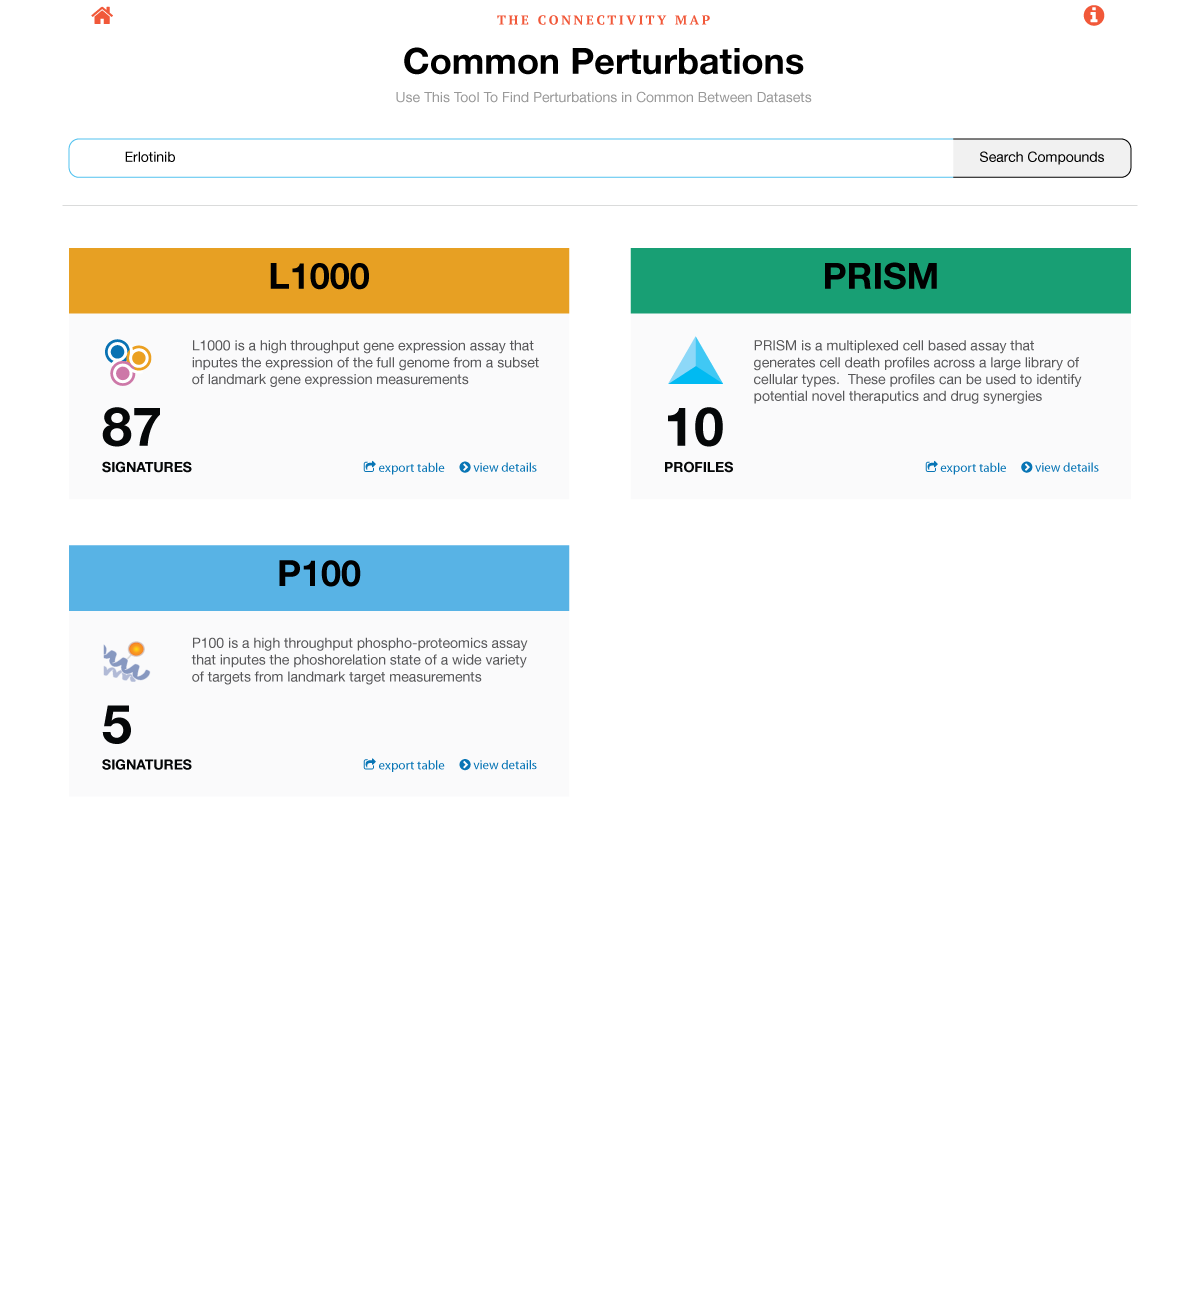 THE CONNECTIVITY MAP
Common Perturbations
Use This Tool To Find Perturbations in Common Between Datasets
Erlotinib
Search Compounds
L1000
L1000 is a high throughput gene expression assay that
inputes the expression of the full genome from a subset
of landmark gene expression measurements
87
SIGNATURES
export table
view details
PRISM
PRISM is a multiplexed cell based assay that
generates cell death profiles across a large library of
cellular types.  These profiles can be used to identify
potential novel theraputics and drug synergies
10
PROFILES
export table
view details
P100
P100 is a high throughput phospho-proteomics assay
that inputes the phoshorelation state of a wide variety
of targets from landmark target measurements
5
SIGNATURES
export table
view details